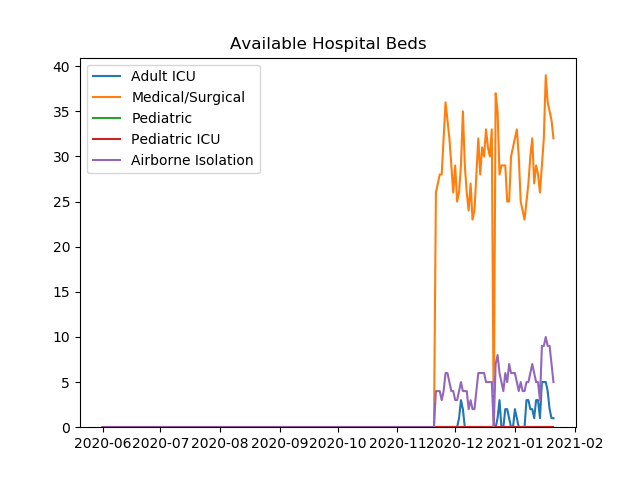 Available Hospital Beds
40
35
30
25
20
15
10
5
0
Adult ICU
Medical/Surgical
Pediatric
Pediatric ICU
Airborne Isolation
2020-06 2020-07 2020-08 2020-09 2020-10 2020-11 2020-12 2021-01 2021-02